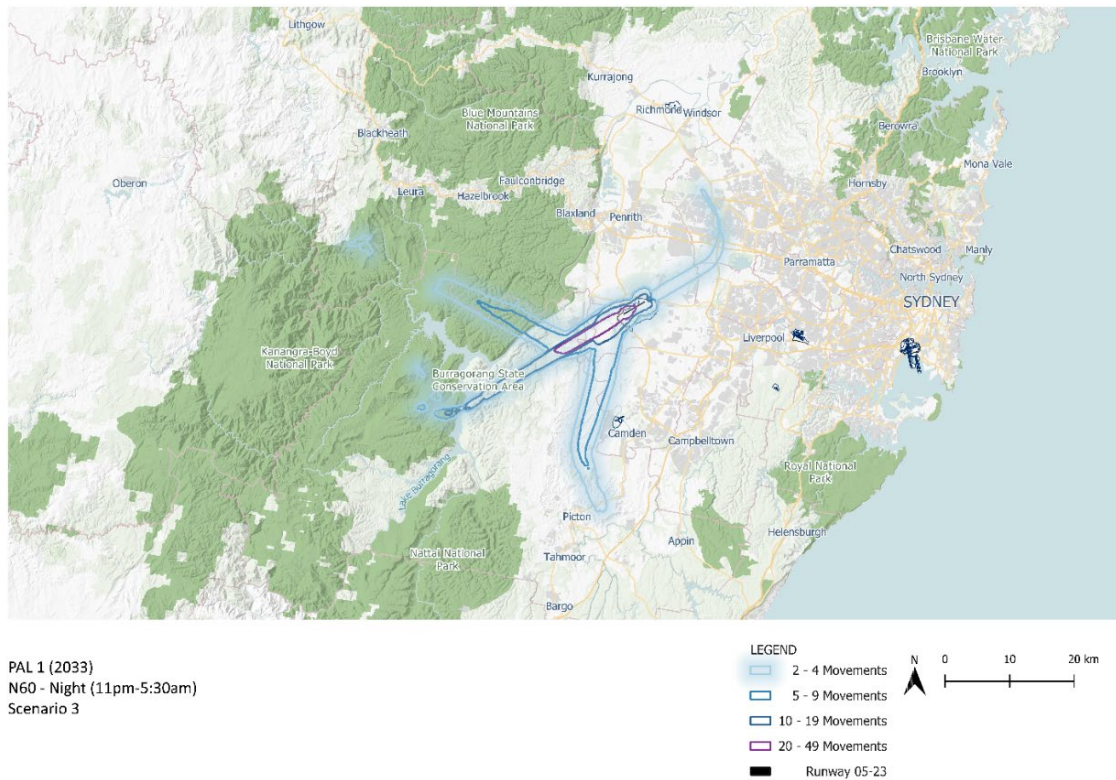 Lithgow
Brisbane Water
National Park
Brooklyn
Kurrajong
Richmond
Windsor
Blue Mountains
National Park
Berowra
Blackheath
Mona Vale
Oberon
Leura
Hazelbrook
Faulconbridge
Hornsby
Blaxland
Penrith
Chatswood
Manly
Parramatta
North Sydney
SYDNEY
Liverpool
Kanangra-Boyd
National Park
Burragorang State
Conservation Area
Camden
Campbelltown
Royal National
Park
Lake Burragorang
Picton
Appin
Helensburgh
Nattai National
Park
Tahmoor
Bargo
PAL 1 (2033)
N60 - Night (11pm-5:30am)
Scenario 3
LEGEND
2 - 4 Movements
5 - 9 Movements
10 - 19 Movements
20 - 49 Movements
Runway 05-23
N
0 10 20 km